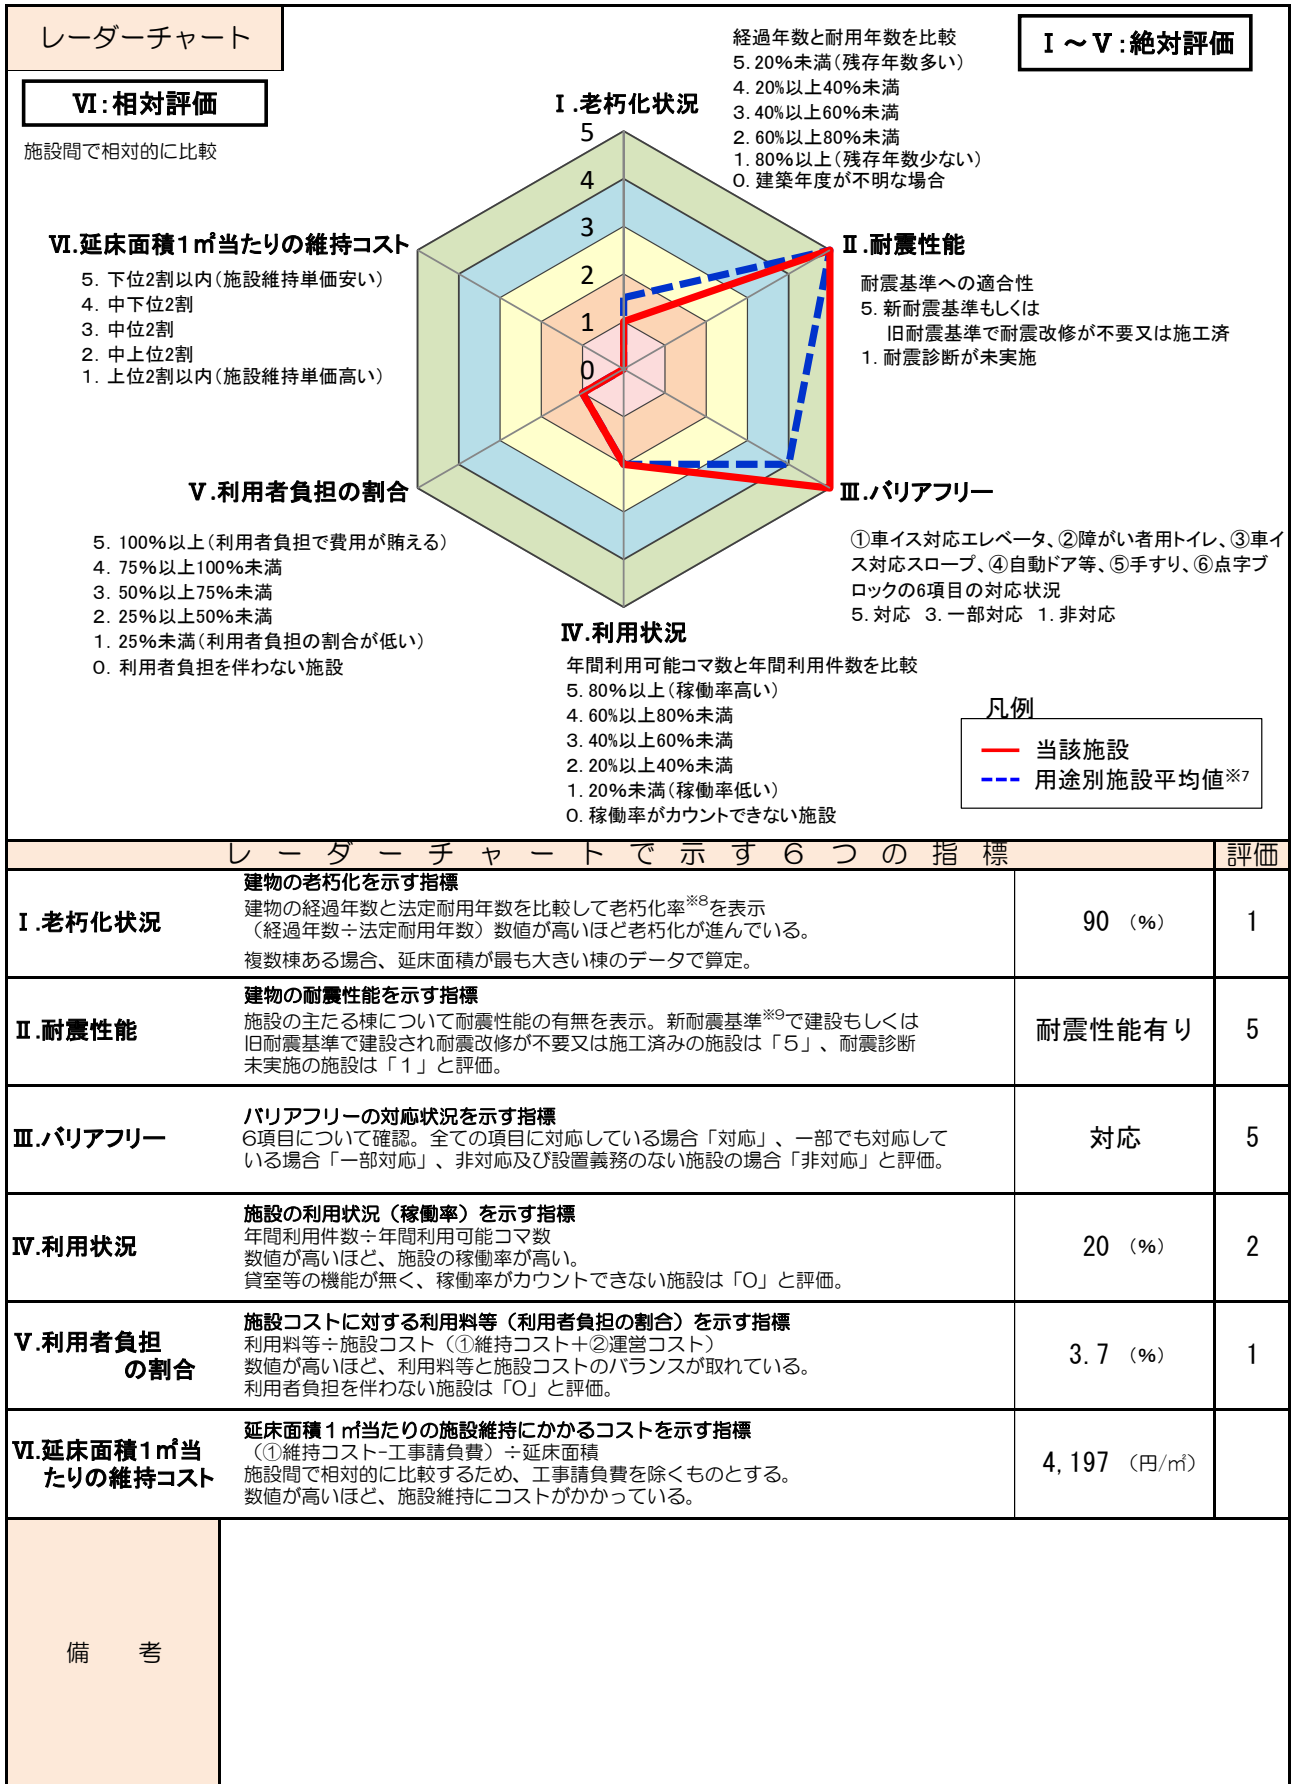 レーダーチャート
Ⅰ～Ⅴ:絶対評価
Ⅵ:相対評価
施設間で相対的に比較
Ⅰ.老朽化状況
経過年数と耐用年数を比較
5.20%未満(残存年数多い)
4.20%以上40%未満
3.40%以上60%未満
2.60%以上80%未満
1.80%以上(残存年数少ない)
0.建築年度が不明な場合
5
4
3
2
1
0
Ⅱ.耐震性能
耐震基準への適合性
5.新耐震基準もしくは
旧耐震基準で耐震改修が不要又は施工済
1.耐震診断が未実施
Ⅵ.延床面積1㎡当たりの維持コスト
5.下位2割以内(施設維持単価安い)
4.中下位2割
3.中位2割
2.中上位2割
1.上位2割以内(施設維持単価高い)
Ⅲ.バリアフリー
①車イス対応エレベータ、②障がい者用トイレ、③車イ
ス対応スロープ、④自動ドア等、⑤手すり、⑥点字ブ
ロックの6項目の対応状況
5.対応 3.一部対応 1.非対応
Ⅴ.利用者負担の割合
5.100%以上(利用者負担で費用が賄える)
4.75%以上100%未満
3.50%以上75%未満
2.25%以上50%未満
1.25%未満(利用者負担の割合が低い)
0.利用者負担を伴わない施設
Ⅳ.利用状況
年間利用可能コマ数と年間利用件数を比較
5.80%以上(稼働率高い)
4.60%以上80%未満
3.40%以上60%未満
2.20%以上40%未満
1.20%未満(稼働率低い)
0.稼働率がカウントできない施設
凡例
当該施設
用途別施設平均値※7
レーダーチャートで示す6つの指標 評価
Ⅰ.老朽化状況
建物の老朽化を示す指標
建物の経過年数と法定耐用年数を比較して老朽化率※8を表示
（経過年数÷法定耐用年数）数値が高いほど老朽化が進んでいる。
複数棟ある場合、延床面積が最も大きい棟のデータで算定。
90 (%) 1
Ⅱ.耐震性能
建物の耐震性能を示す指標
施設の主たる棟について耐震性能の有無を表示。新耐震基準※9で建設もしくは
旧耐震基準で建設され耐震改修が不要又は施工済みの施設は「5」、耐震診断
未実施の施設は「1」と評価。
耐震性能有り 5
Ⅲ.バリアフリー
バリアフリーの対応状況を示す指標
6項目について確認。全ての項目に対応している場合「対応」、一部でも対応して
いる場合「一部対応」、非対応及び設置義務のない施設の場合「非対応」と評価。
対応 5
Ⅳ.利用状況
施設の利用状況（稼働率）を示す指標
年間利用件数÷年間利用可能コマ数
数値が高いほど、施設の稼働率が高い。
貸室等の機能が無く、稼働率がカウントできない施設は「0」と評価。
20 (%) 2
Ⅴ.利用者負担
の割合
施設コストに対する利用料等（利用者負担の割合）を示す指標
利用料等÷施設コスト（①維持コスト+②運営コスト）
数値が高いほど、利用料等と施設コストのバランスが取れている。
利用者負担を伴わない施設は「0」と評価。
3.7 (%) 1
Ⅵ.延床面積1㎡当
たりの維持コスト
延床面積1㎡当たりの施設維持にかかるコストを示す指標
（①維持コスト-工事請負費）÷延床面積
施設間で相対的に比較するため、工事請負費を除くものとする。
数値が高いほど、施設維持にコストがかかっている。
4,197 (円/㎡)
備考